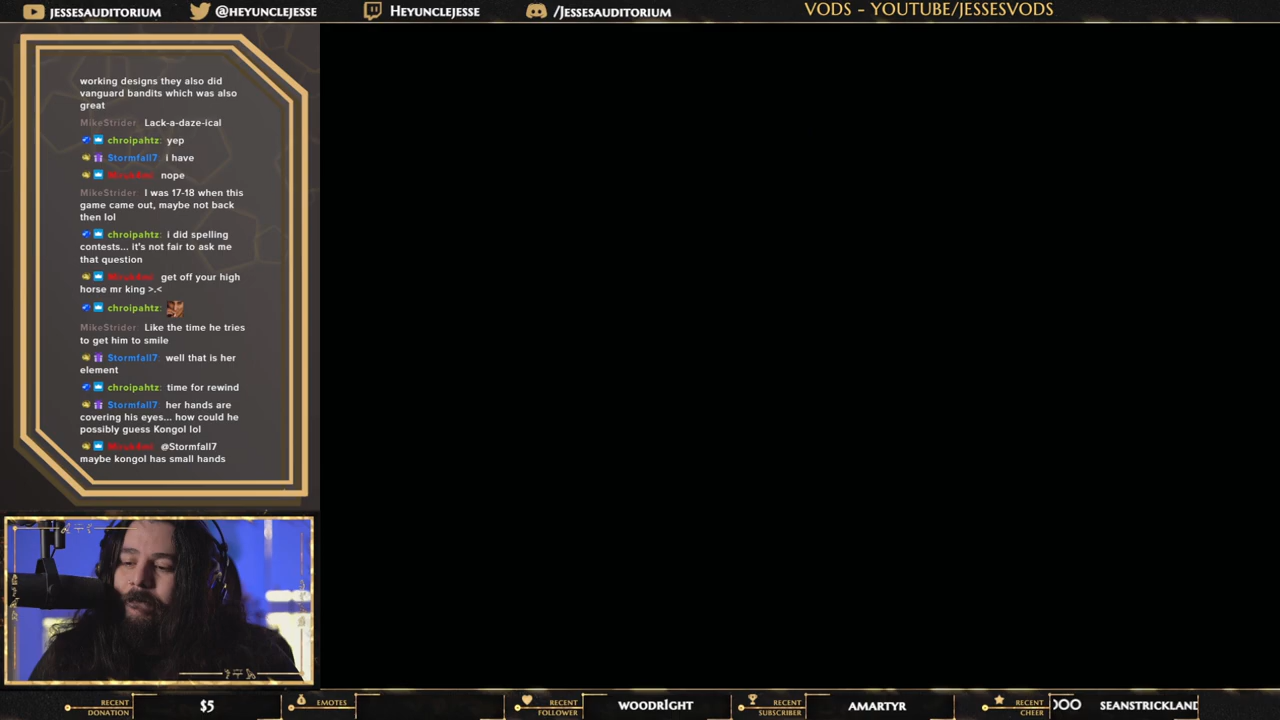 JESSESAUDITORIUM
@HEYUNCLEJESSE
HEYUNCLEJESSE
/JESSESAUDITORIUM
VODS - YOUTUBE/JESSESVODS
working designs they also did
vanguard bandits which was also
great
MikeStrider Lack-a-daze-ical
chroipahtz: yep
Stormfall7: i have
nope
MikeStrider I was 17-18 when this
game came out, maybe not back
then lol
chroipahtz: i did spelling
contests... it's not fair to ask me
that question
get off your high
horse mr king >.<
chroipahtz:
MikeStrider Like the time he tries
to get him to smile
Stormfall7: well that is her
element
chroipahtz: time for rewind
Stormfall7: her hands are
covering his eyes... how could he
possibly guess Kongol lol
@Stormfall7
maybe kongol has small hands
RECENT
DONATION
$5
EMOTES
RECENT
FOLLOWER
WOODRIGHT
RECENT
SUBSCRIBER
AMARTYR
RECENT
CHEER
SEANSTRICKLAND